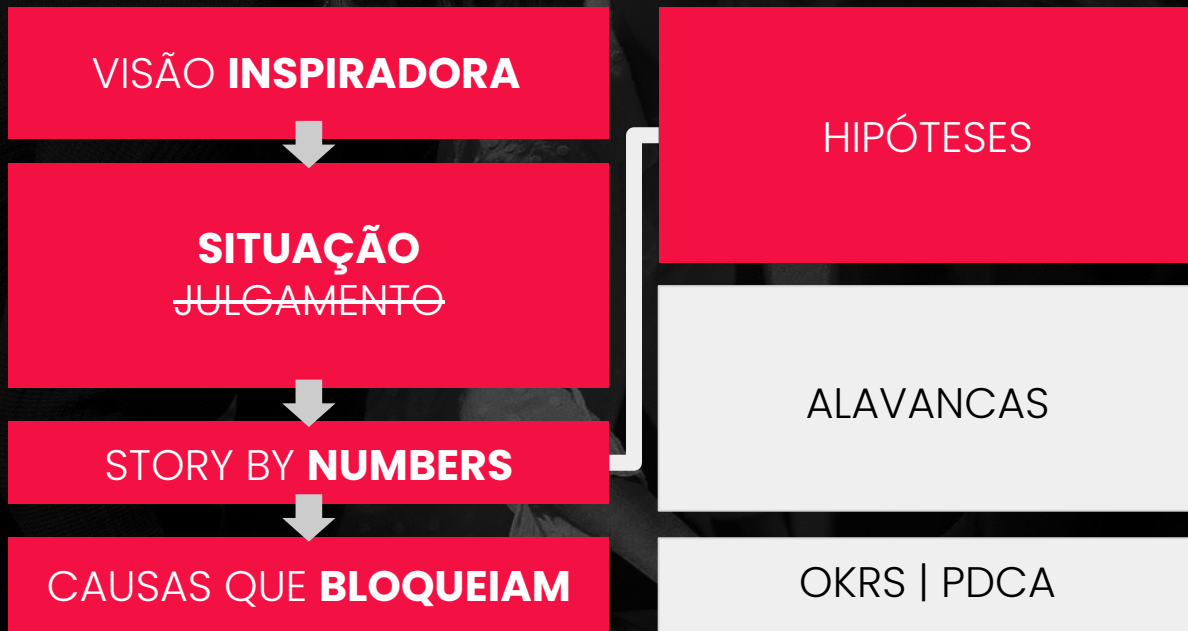 VISÃO INSPIRADORA
SITUAÇÃO
JULGAMENTO
STORY BY NUMBERS
CAUSAS QUE BLOQUEIAM
HIPÓTESES
ALAVANCAS
OKRS | PDCA